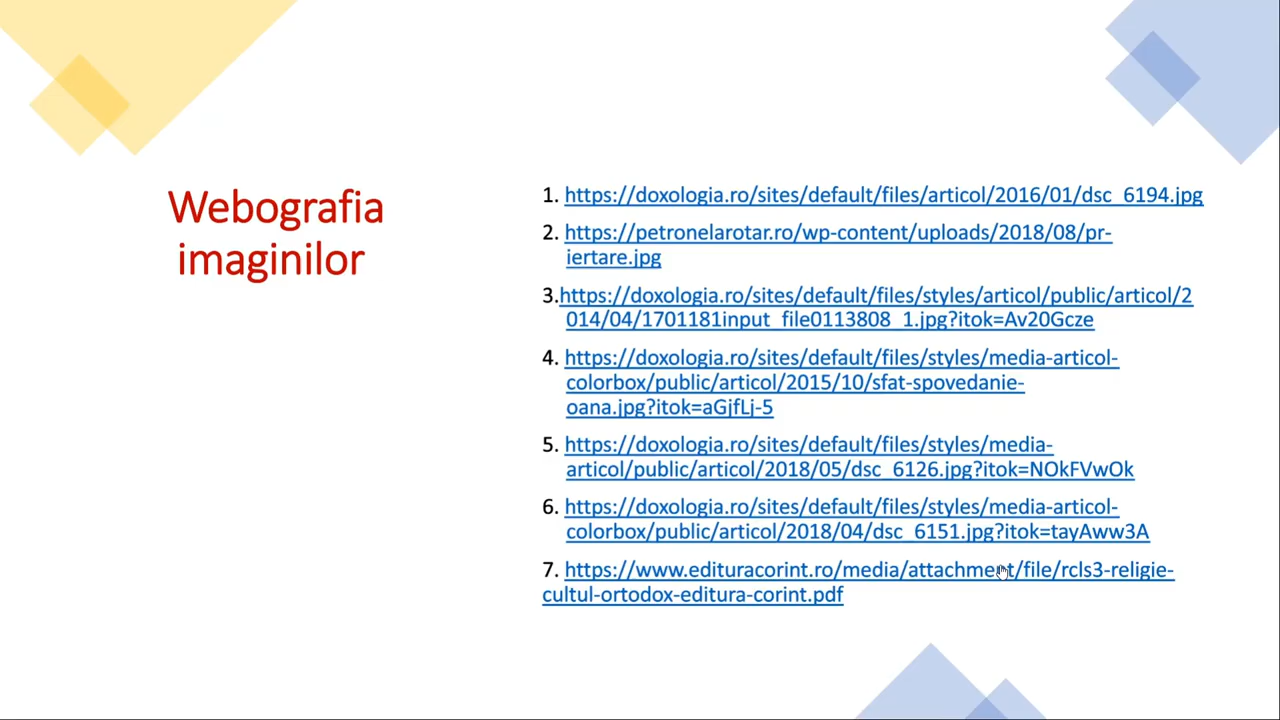 Webografia
imaginilor
1. https://doxologia.ro/sites/default/files/articol/2016/01/dsc_6194.jpg
2. https://petronelarotar.ro/wp-content/uploads/2018/08/pr-
iertare.jpg
3.https://doxologia.ro/sites/default/files/styles/articol/public/articol/2
014/04/1701181input_file0113808_1.jpg?itok=Av20Gcze
4. https://doxologia.ro/sites/default/files/styles/media-articol-
colorbox/public/articol/2015/10/sfat-spovedanie-
oana.jpg?itok=aGjfLj-5
5. https://doxologia.ro/sites/default/files/styles/media-
articol/public/articol/2018/05/dsc_6126.jpg?itok=NOkFVwOk
6. https://doxologia.ro/sites/default/files/styles/media-articol-
colorbox/public/articol/2018/04/dsc_6151.jpg?itok=tayAww3A
7. https://www.edituracorint.ro/media/attachment/file/rcls3-religie-
cultul-ortodox-editura-corint.pdf